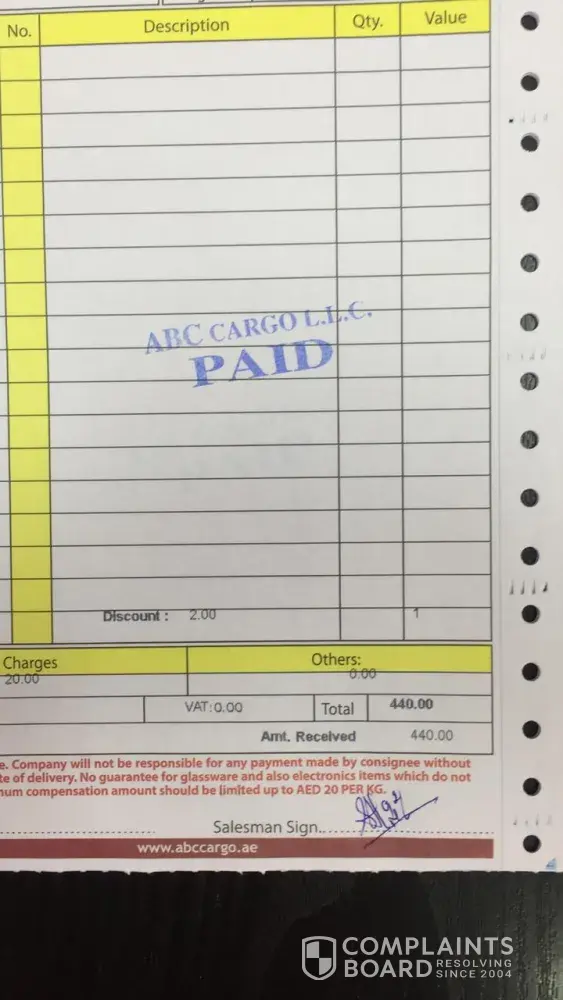 No. Description Qty. Value
ABC CARGO L.L.C.
PAID
Discount : 2.00 1
Charges Others:
20.00 0.00
VAT:0.00 Total 440.00
Amt. Received 440.00
e. Company will not be responsible for any payment made by consignee without
te of delivery. No guarantee for glassware and also electronics items which do not
num compensation amount should be limited up to AED 20 PER KG.
Salesman Sign..
www.abccargo.ae
COMPLAINTS
BOARD RESOLVING
SINCE 2004